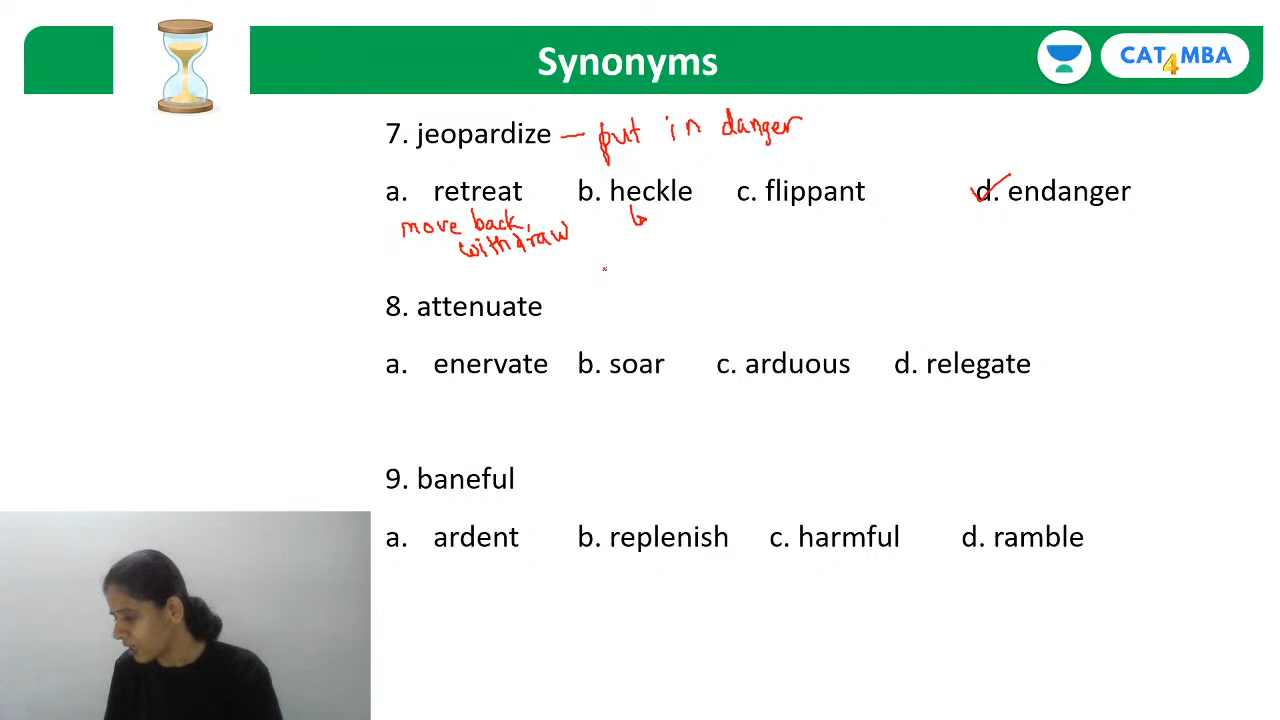 Synonyms
CAT4MBA
7. jeopardize – put in danger
a. retreat b. heckle c. flippant d. endanger
move back,
withdraw
8. attenuate
a. enervate b. soar c. arduous d. relegate
9. baneful
a. ardent b. replenish c. harmful d. ramble